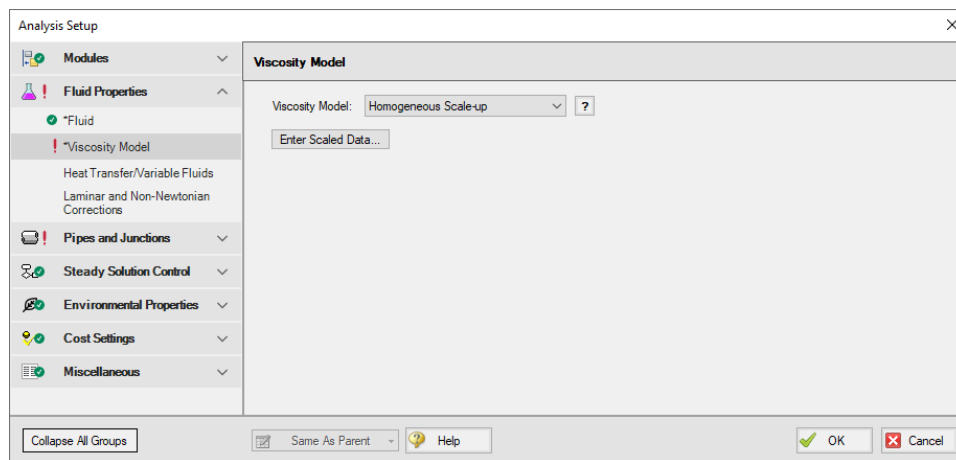 Analysis Setup
Modules
Fluid Properties
*Fluid
*Viscosity Model
Heat Transfer/Variable Fluids
Laminar and Non-Newtonian
Corrections
Pipes and Junctions
Steady Solution Control
Environmental Properties
Cost Settings
Miscellaneous
Viscosity Model
Viscosity Model: Homogeneous Scale-up ?
Enter Scaled Data...
Collapse All Groups Same As Parent Help OK Cancel